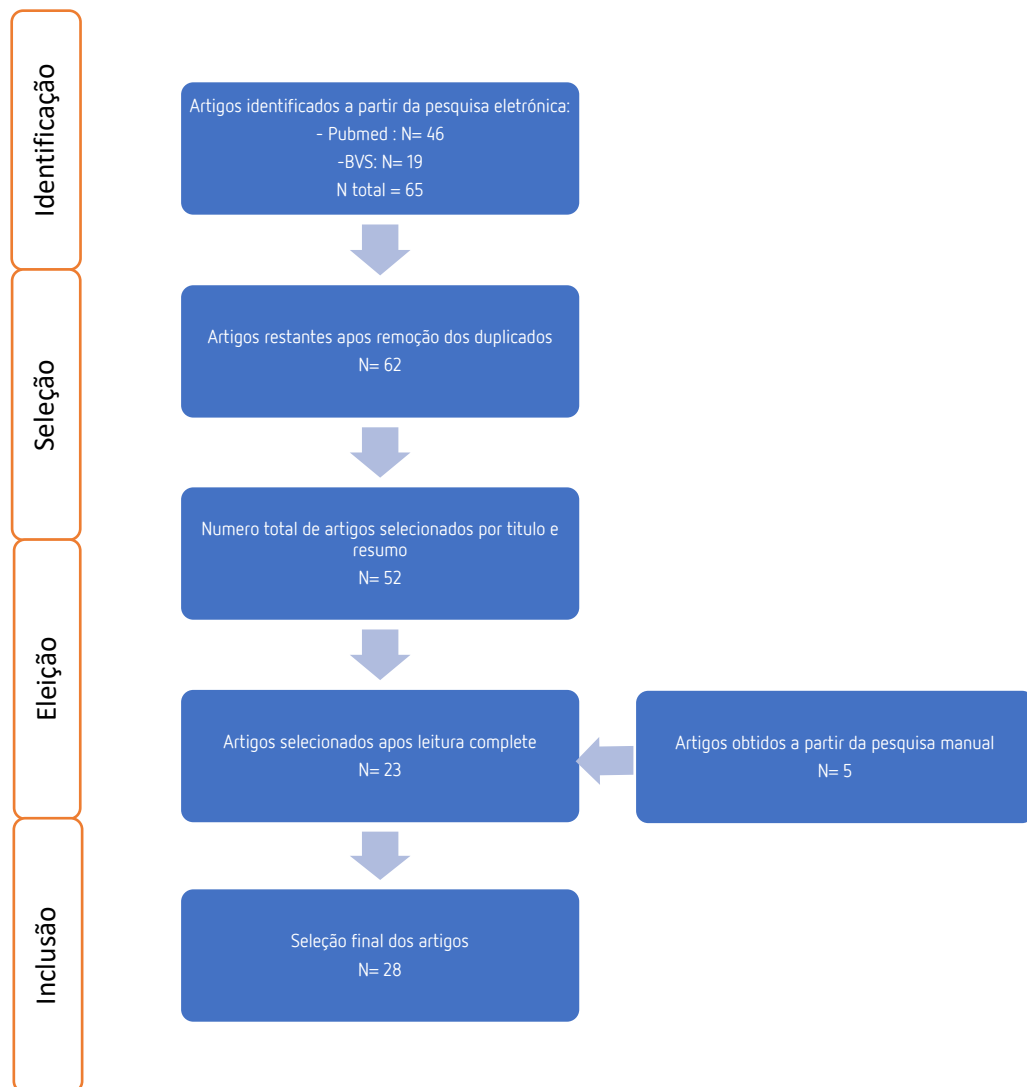 Identificação
Artigos identificados a partir da pesquisa eletrónica:
- Pubmed : N= 46
-BVS: N= 19
N total = 65
Seleção
Artigos restantes apos remoção dos duplicados
N= 62
Numero total de artigos selecionados por titulo e
resumo
N= 52
Eleição
Artigos selecionados apos leitura complete
N= 23
Artigos obtidos a partir da pesquisa manual
N= 5
Inclusão
Seleção final dos artigos
N= 28